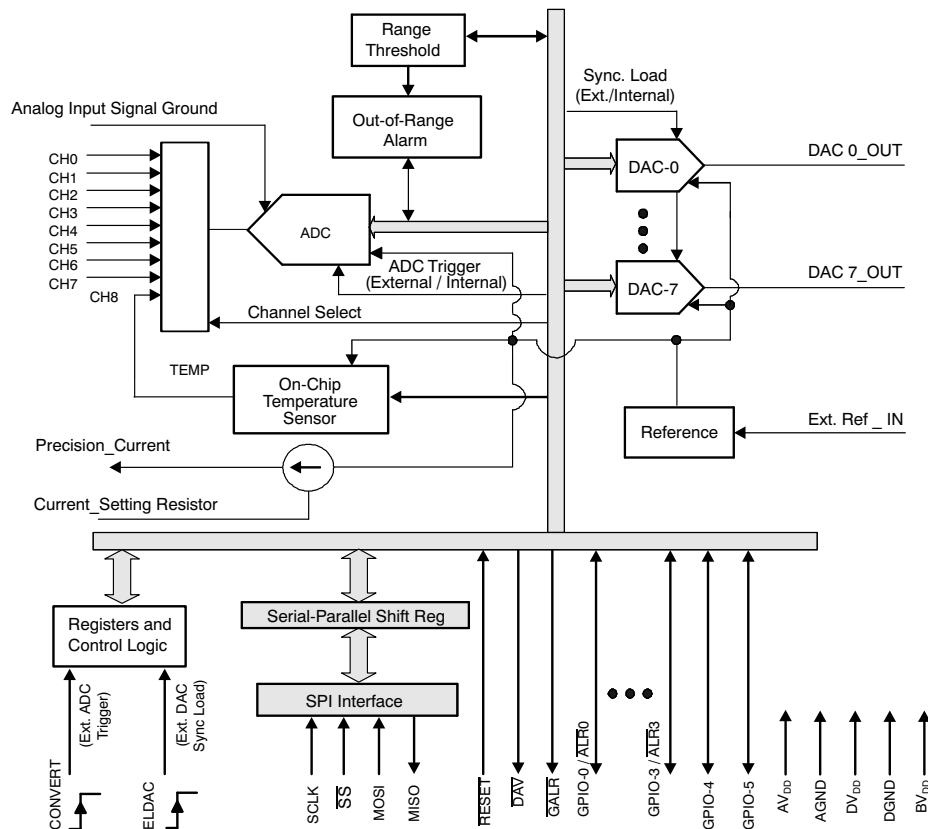 Range
Threshold
Sync. Load
(Ext./Internal)
Analog Input Signal Ground
Out-of-Range
Alarm
CH0
CH1
CH2
CH3
CH4
CH5
CH6
CH7
CH8
ADC
DAC-0
DAC 0_OUT
ADC Trigger
(External / Internal)
DAC-7
DAC 7_OUT
Channel Select
TEMP
On-Chip
Temperature
Sensor
Reference
Ext. Ref _ IN
Precision_Current
Current_Setting Resistor
Registers and
Control Logic
Serial-Parallel Shift Reg
SPI Interface
(Ext. ADC
Trigger)
(Ext. DAC
Sync Load)
CONVERT
ELDAC
SCLK
SS
MOSI
MISO
RESET
DAV
GALR
GPIO-0 / ALR0
GPIO-3 / ALR3
GPIO-4
GPIO-5
AVDD
AGND
DVDD
DGND
BVDD